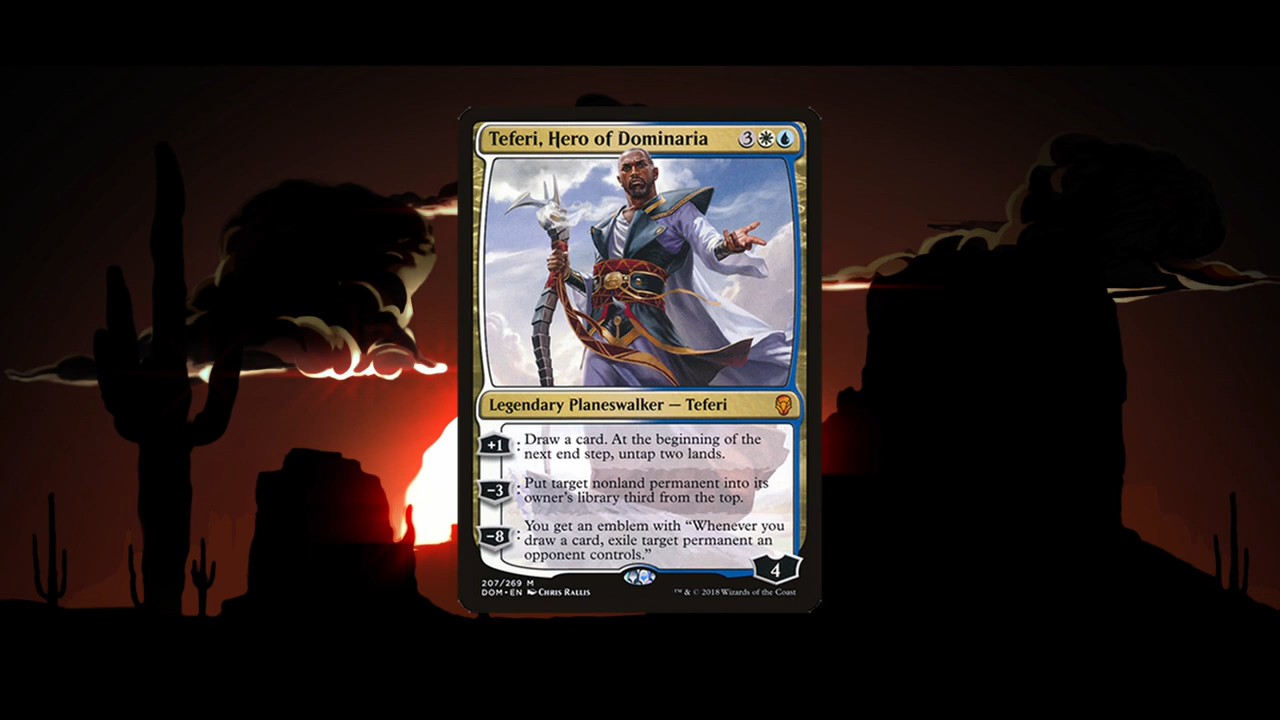 Teferi, Hero of Dominaria 3
Legendary Planeswalker — Teferi
+1: Draw a card. At the beginning of the
next end step, untap two lands.
−3: Put target nonland permanent into its
owner's library third from the top.
−8: You get an emblem with “Whenever you
draw a card, exile target permanent an
opponent controls.”
4
207/269 M
DOM • EN Chris Rallis
™ & © 2018 Wizards of the Coast